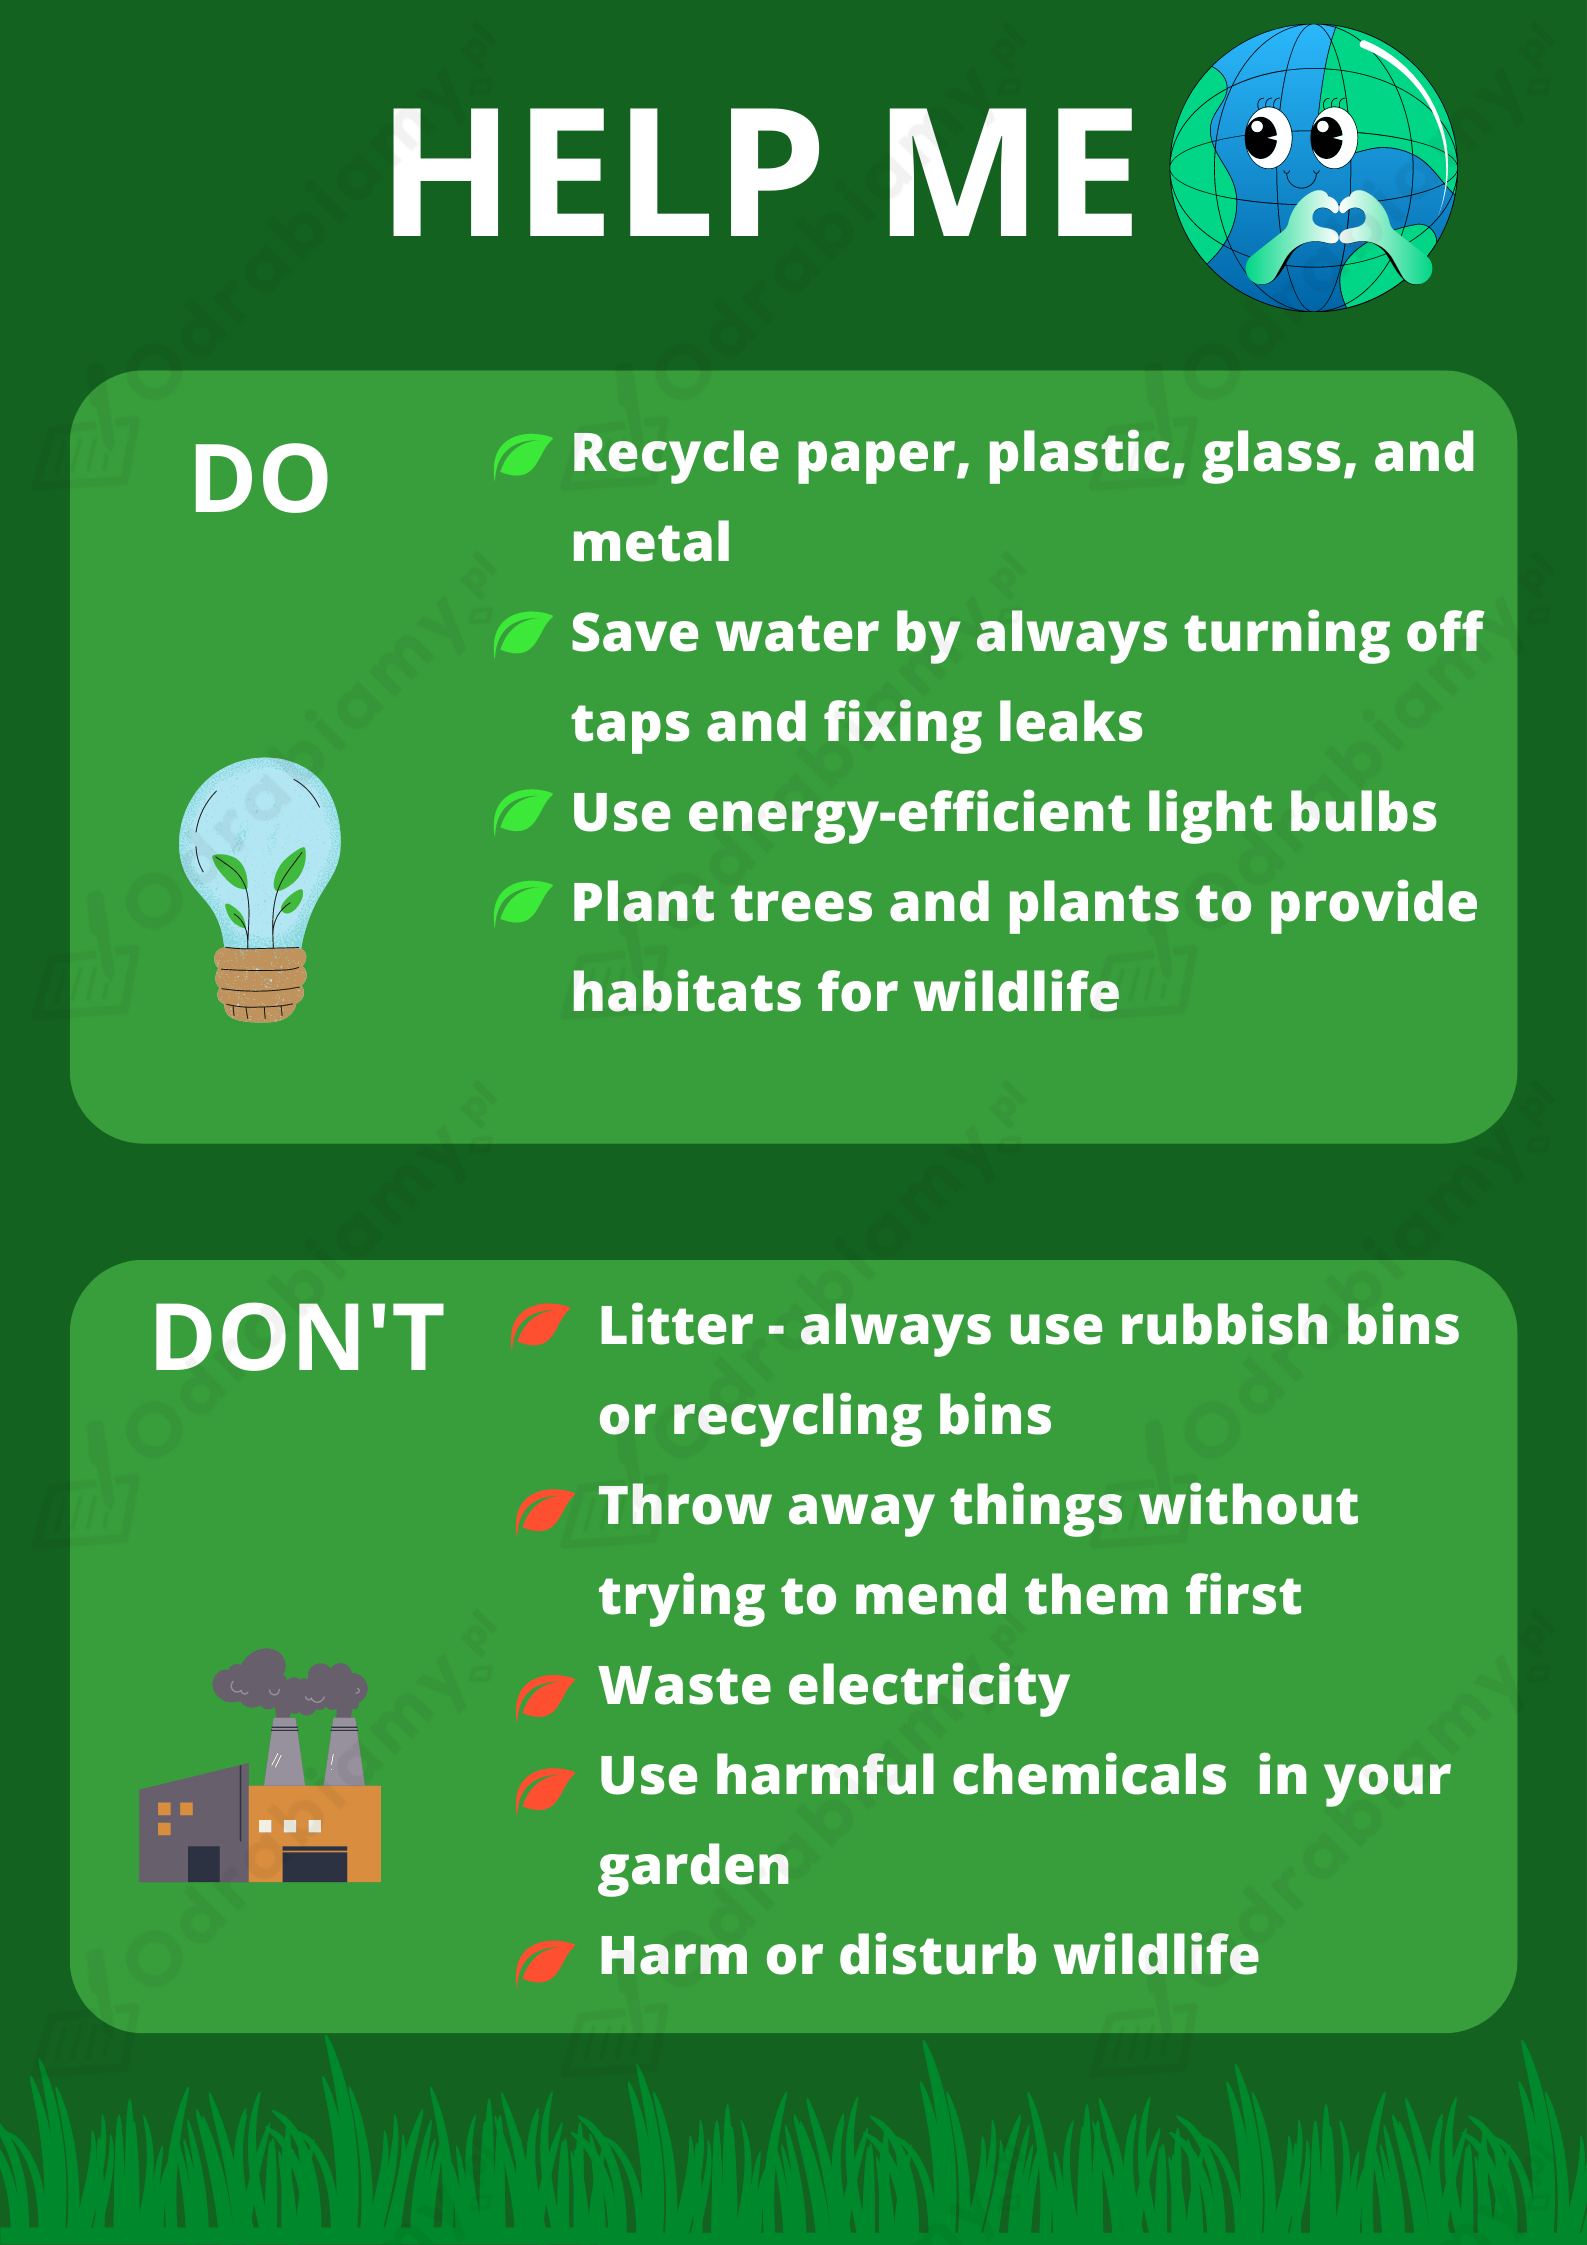 HELP ME
DO
Recycle paper, plastic, glass, and
metal
Save water by always turning off
taps and fixing leaks
Use energy-efficient light bulbs
Plant trees and plants to provide
habitats for wildlife
DON'T
Litter - always use rubbish bins
or recycling bins
Throw away things without
trying to mend them first
Waste electricity
Use harmful chemicals  in your
garden
Harm or disturb wildlife
Odrabiamy.pl